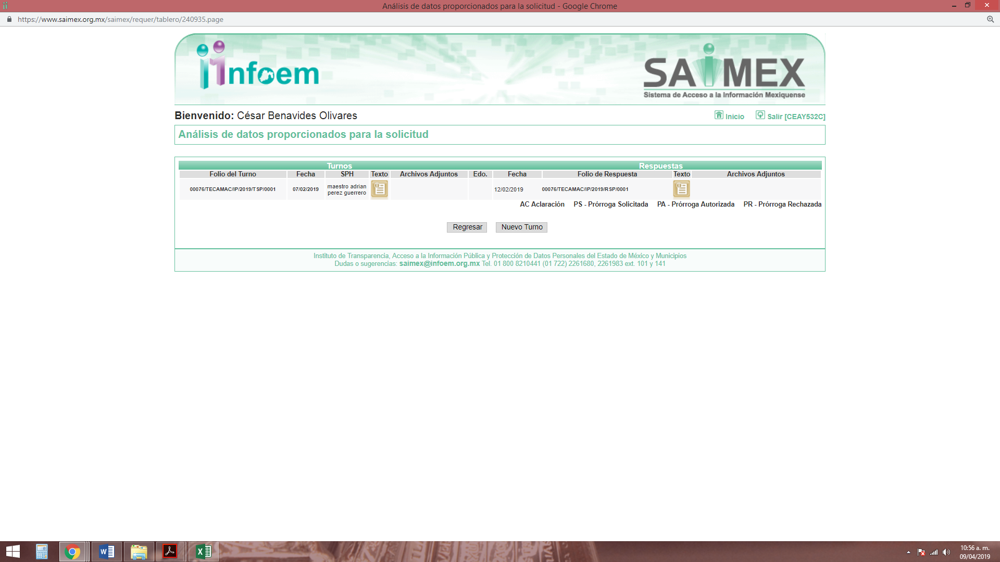 Análisis de datos proporcionados para la solicitud - Google Chrome
https://www.saimex.org.mx/saimex/requer/tablero/240935.page
infoem
SAIMEX
Sistema de Acceso a la Información Mexiquense
Bienvenido: César Benavides Olivares
Inicio Salir [CEAY532C]
Análisis de datos proporcionados para la solicitud
Turnos Respuestas
Folio del Turno Fecha SPH Texto Archivos Adjuntos Edo. Fecha Folio de Respuesta Texto Archivos Adjuntos
00076/TECAMAC/IP/2019/TSP/0001 07/02/2019 maestro adrian 12/02/2019 00076/TECAMAC/IP/2019/RSP/0001
perez guerrero
AC Aclaración PS - Prórroga Solicitada PA - Prórroga Autorizada PR - Prórroga Rechazada
Regresar Nuevo Turno
Instituto de Transparencia, Acceso a la Información Pública y Protección de Datos Personales del Estado de México y Municipios
Dudas o sugerencias: saimex@infoem.org.mx Tel. 01 800 8210441 (01 722) 2261680, 2261983 ext. 101 y 141
10:56 a. m.
09/04/2019